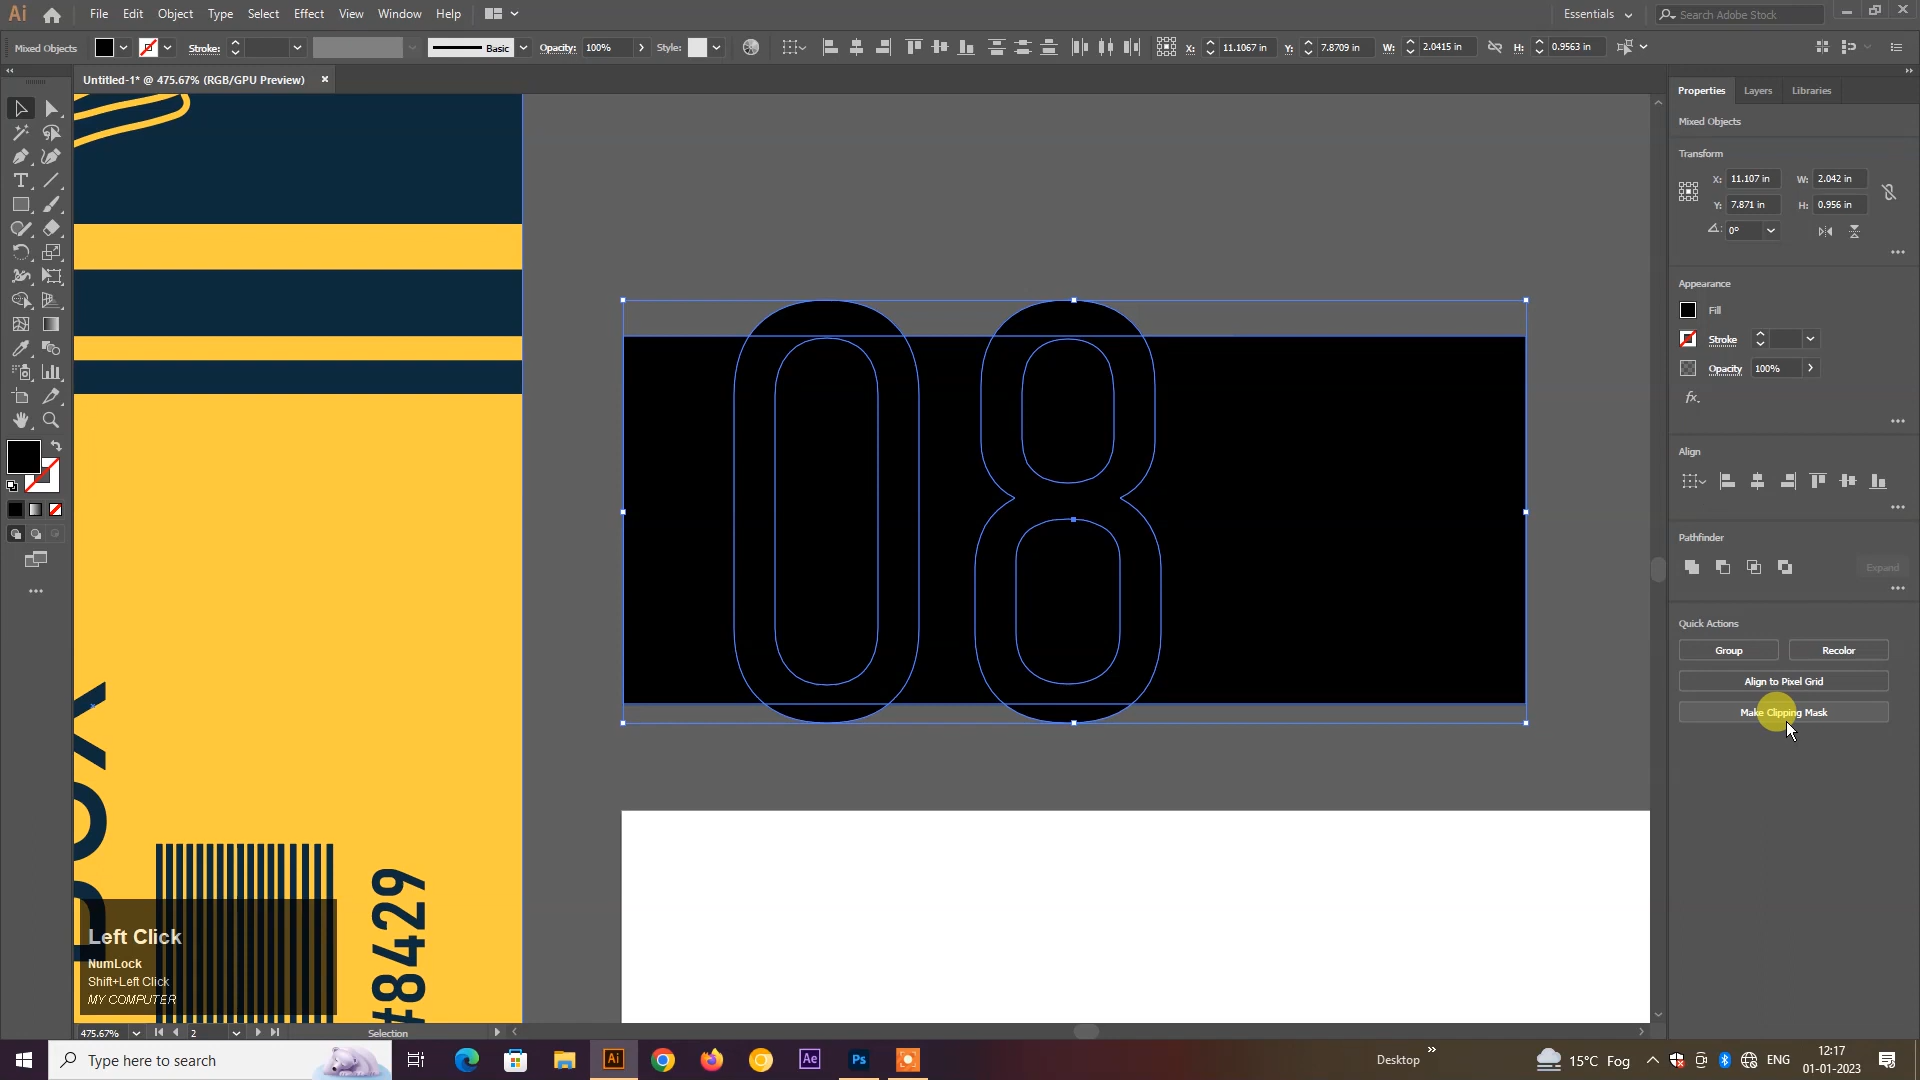 Ai File Edit Object Type Select Effect View Window Help Essentials Search Adobe Stock
Mixed Objects Stroke: Basic Opacity: 100% Style: X: 11.1067 in Y: 7.8709 in W: 2.0415 in H: 0.9563 in
Untitled-1* @ 475.67% (RGB/GPU Preview) ×
Properties Layers Libraries
Mixed Objects
Transform
X: 11.107 in W: 2.042 in
Y: 7.871 in H: 0.956 in
0°
Appearance
Fill
Stroke
Opacity 100%
fx.
Align
Pathfinder
Expand
Quick Actions
Group Recolor
Align to Pixel Grid
Make Clipping Mask
08
#8429
Left Click
NumLock
Shift+Left Click
MY COMPUTER
475.67% 2 Selection
Type here to search
Ai Ae Ps
Desktop » 15°C Fog ENG 12:17
01-01-2023